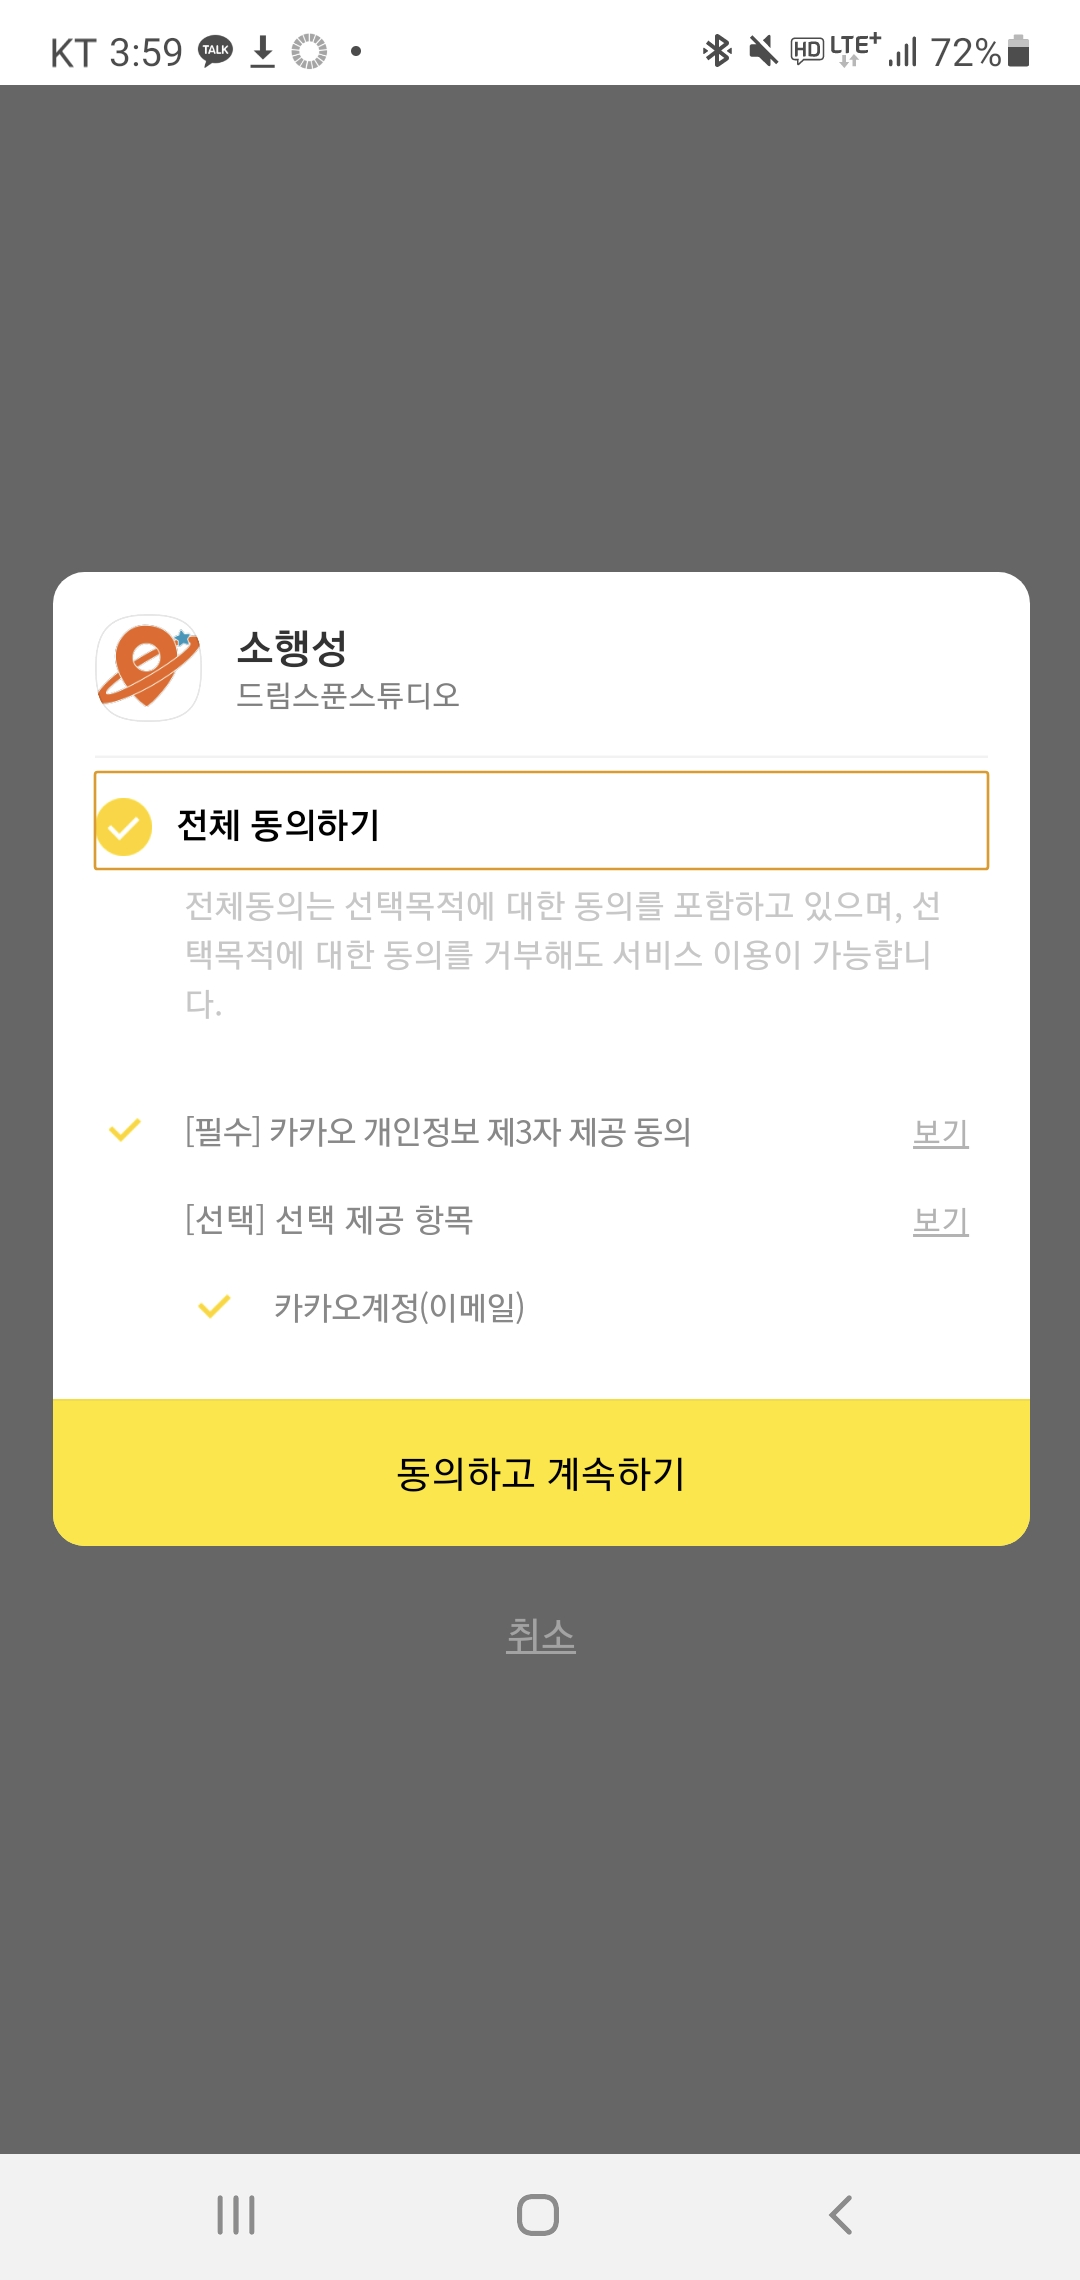 KT 3:59 TALK HD LTE+ 72%
소행성
드림스푼스튜디오
전체 동의하기
전체동의는 선택목적에 대한 동의를 포함하고 있으며, 선
택목적에 대한 동의를 거부해도 서비스 이용이 가능합니
다.
[필수] 카카오 개인정보 제3자 제공 동의 보기
[선택] 선택 제공 항목 보기
카카오계정(이메일)
동의하고 계속하기
취소